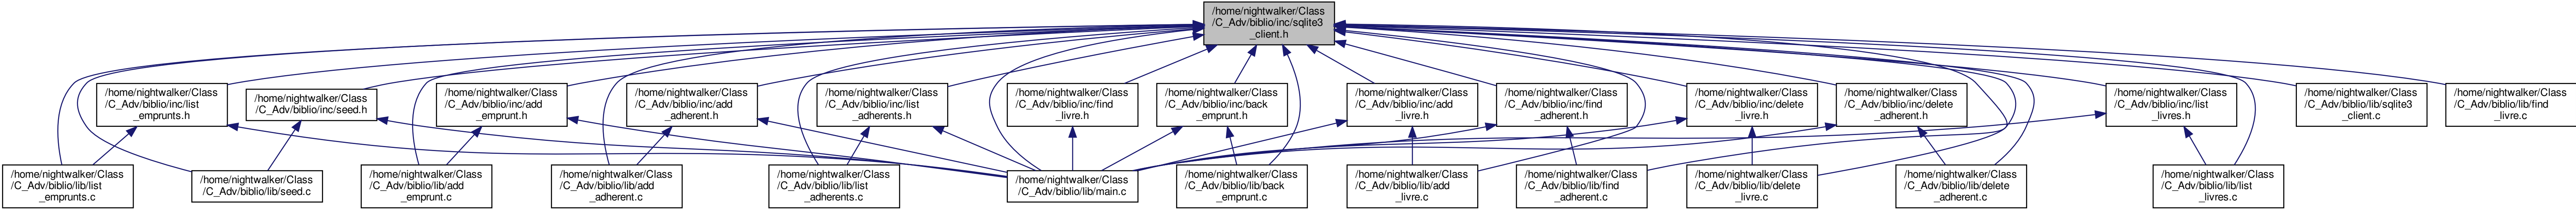 /home/nightwalker/Class
/C_Adv/biblio/inc/sqlite3
_client.h
/home/nightwalker/Class
/C_Adv/biblio/inc/list
_emprunts.h
/home/nightwalker/Class
/C_Adv/biblio/inc/seed.h
/home/nightwalker/Class
/C_Adv/biblio/inc/add
_emprunt.h
/home/nightwalker/Class
/C_Adv/biblio/inc/add
_adherent.h
/home/nightwalker/Class
/C_Adv/biblio/inc/list
_adherents.h
/home/nightwalker/Class
/C_Adv/biblio/inc/find
_livre.h
/home/nightwalker/Class
/C_Adv/biblio/inc/back
_emprunt.h
/home/nightwalker/Class
/C_Adv/biblio/inc/add
_livre.h
/home/nightwalker/Class
/C_Adv/biblio/inc/find
_adherent.h
/home/nightwalker/Class
/C_Adv/biblio/inc/delete
_livre.h
/home/nightwalker/Class
/C_Adv/biblio/inc/delete
_adherent.h
/home/nightwalker/Class
/C_Adv/biblio/inc/list
_livres.h
/home/nightwalker/Class
/C_Adv/biblio/lib/sqlite3
_client.c
/home/nightwalker/Class
/C_Adv/biblio/lib/find
_livre.c
/home/nightwalker/Class
/C_Adv/biblio/lib/list
_emprunts.c
/home/nightwalker/Class
/C_Adv/biblio/lib/seed.c
/home/nightwalker/Class
/C_Adv/biblio/lib/add
_emprunt.c
/home/nightwalker/Class
/C_Adv/biblio/lib/add
_adherent.c
/home/nightwalker/Class
/C_Adv/biblio/lib/list
_adherents.c
/home/nightwalker/Class
/C_Adv/biblio/lib/main.c
/home/nightwalker/Class
/C_Adv/biblio/lib/back
_emprunt.c
/home/nightwalker/Class
/C_Adv/biblio/lib/add
_livre.c
/home/nightwalker/Class
/C_Adv/biblio/lib/find
_adherent.c
/home/nightwalker/Class
/C_Adv/biblio/lib/delete
_livre.c
/home/nightwalker/Class
/C_Adv/biblio/lib/delete
_adherent.c
/home/nightwalker/Class
/C_Adv/biblio/lib/list
_livres.c